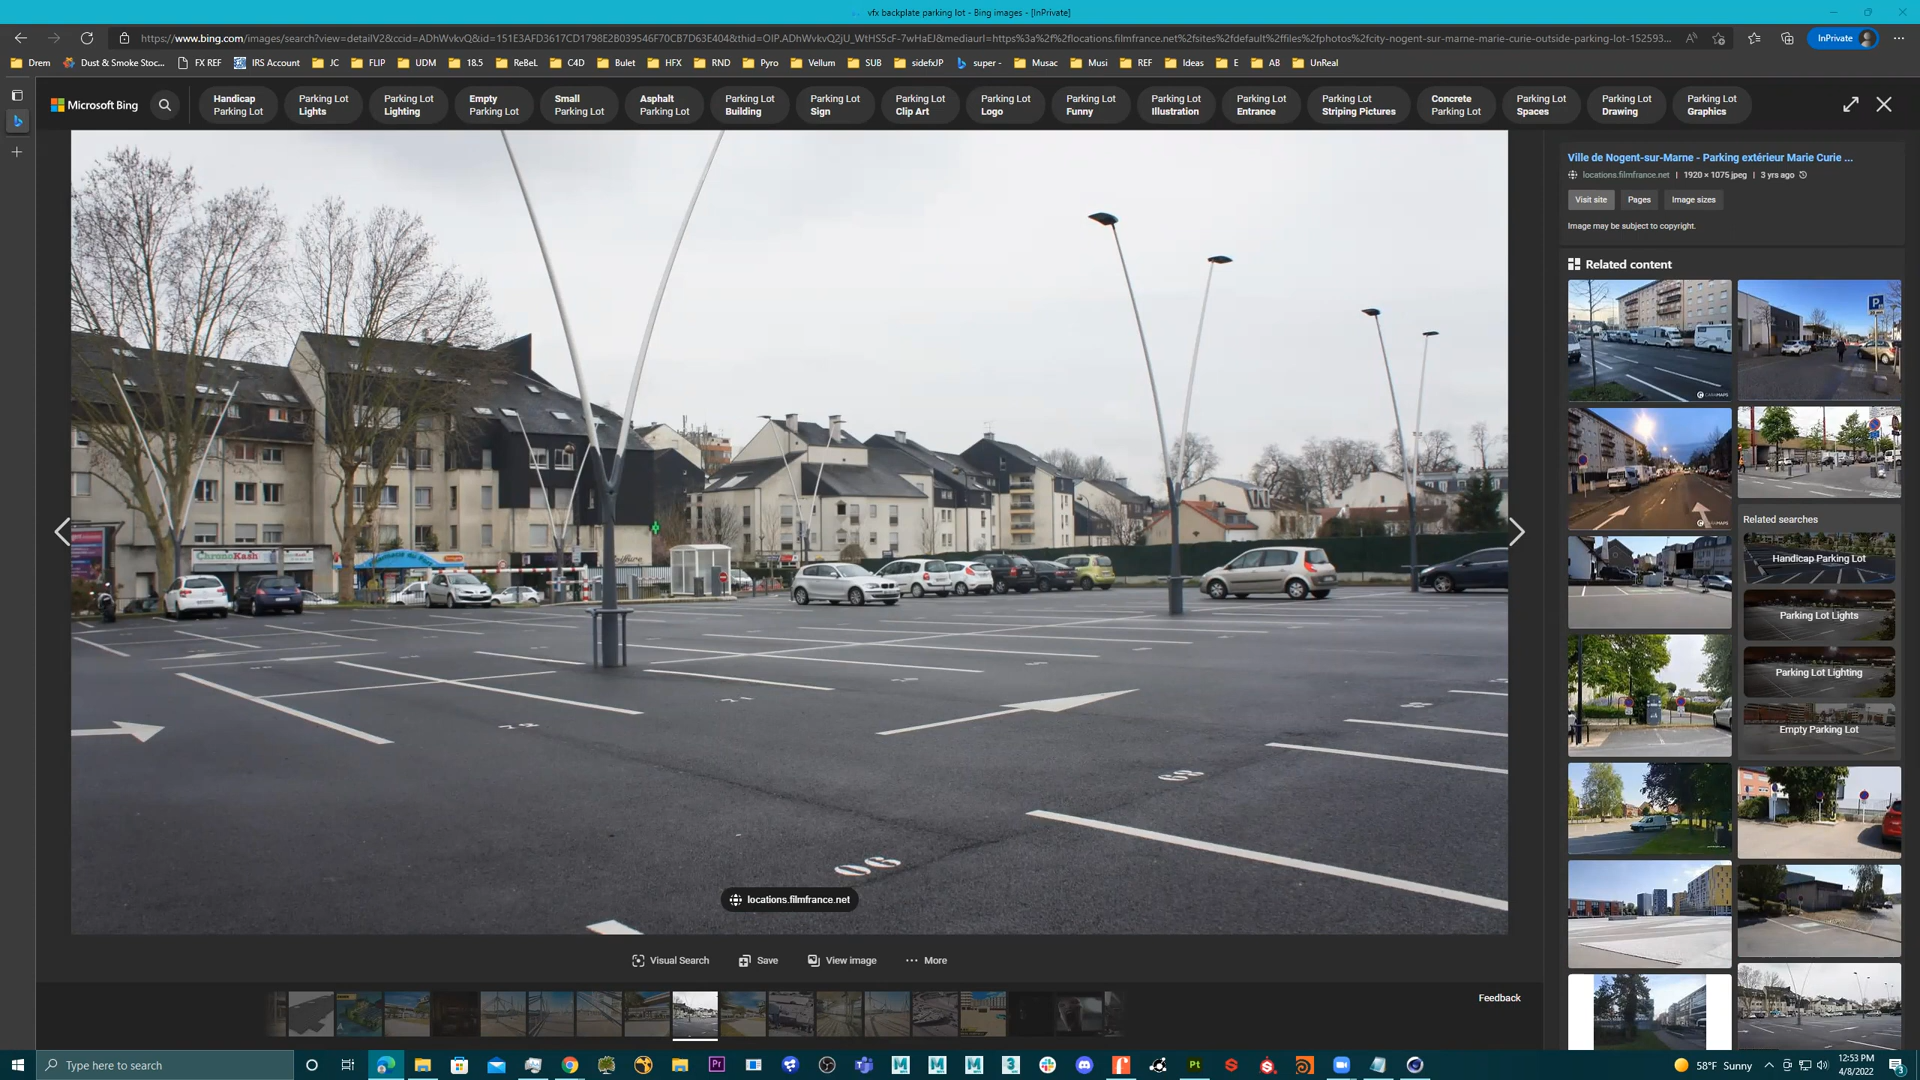 vfx backplate parking lot - Bing images - [InPrivate]
https://www.bing.com/images/search?view=detailV2&ccid=ADhWvkvQ&id=151E3AFD3617CD1798E2B039546F70CB7D63E404&thid=OIP.ADhWvkvQ2jU_WtHS5cF-7wHaEJ&mediaurl=https%3a%2f%2flocations.filmfrance.net%2fsites%2fdefault%2ffiles%2fphotos%2fcity-nogent-sur-marne-marie-curie-outside-parking-lot-152593...
InPrivate
Drem Dust & Smoke Stoc... FX REF IRS Account JC FLIP UDM 18.5 ReBeL C4D Bulet HFX RND Pyro Vellum SUB sidefxJP super - Musac Musi REF Ideas E AB UnReal
Microsoft Bing
Handicap Parking Lot
Parking Lot Lights
Parking Lot Lighting
Empty Parking Lot
Small Parking Lot
Asphalt Parking Lot
Parking Lot Building
Parking Lot Sign
Parking Lot Clip Art
Parking Lot Logo
Parking Lot Funny
Parking Lot Illustration
Parking Lot Entrance
Parking Lot Striping Pictures
Concrete Parking Lot
Parking Lot Spaces
Parking Lot Drawing
Parking Lot Graphics
Ville de Nogent-sur-Marne - Parking extérieur Marie Curie ...
locations.filmfrance.net | 1920 × 1075 jpeg | 3 yrs ago
Visit site Pages Image sizes
Image may be subject to copyright.
Related content
P
ChronoKash
Related searches
Handicap Parking Lot
Parking Lot Lights
Parking Lot Lighting
Empty Parking Lot
71
68
90
locations.filmfrance.net
Visual Search Save View image More
Feedback
Type here to search
58°F Sunny
12:53 PM
4/8/2022